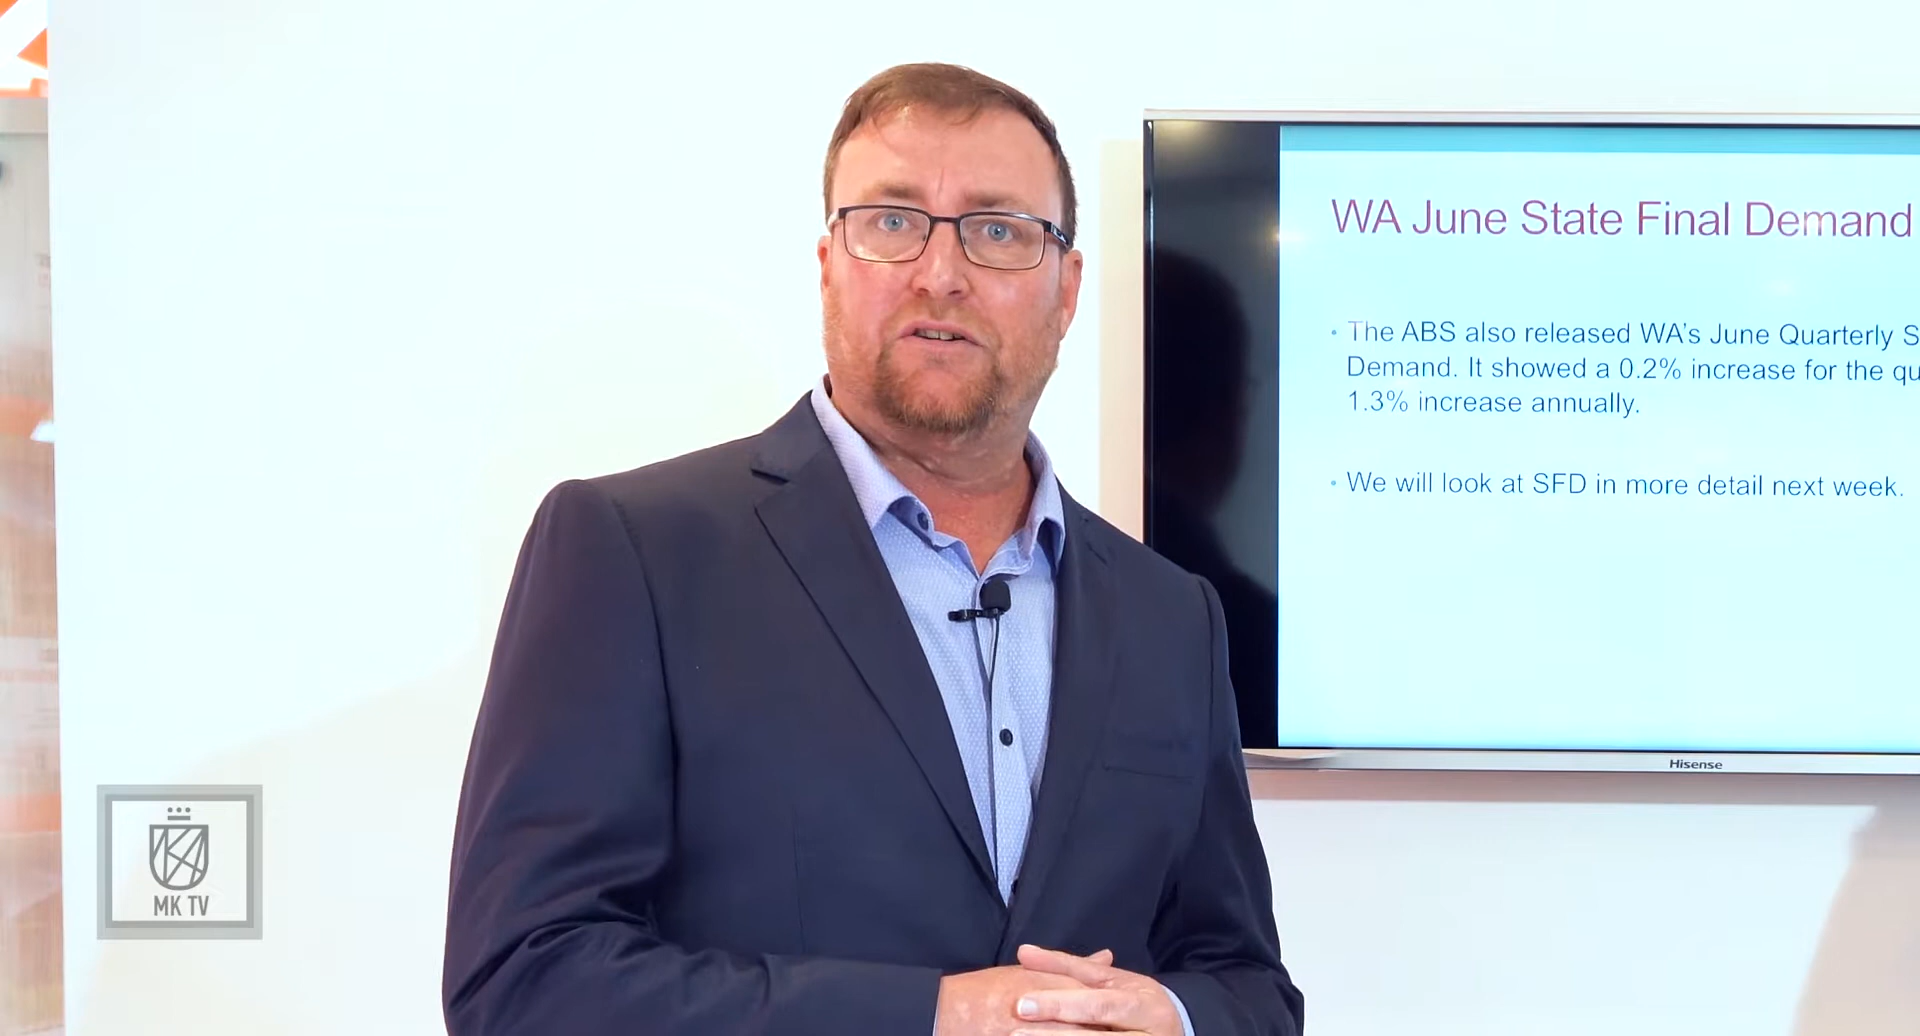 WA June State Final Demand
• The ABS also released WA's June Quarterly
Demand. It showed a 0.2% increase for the
1.3% increase annually.
• We will look at SFD in more detail next week.
Hisense
MK TV